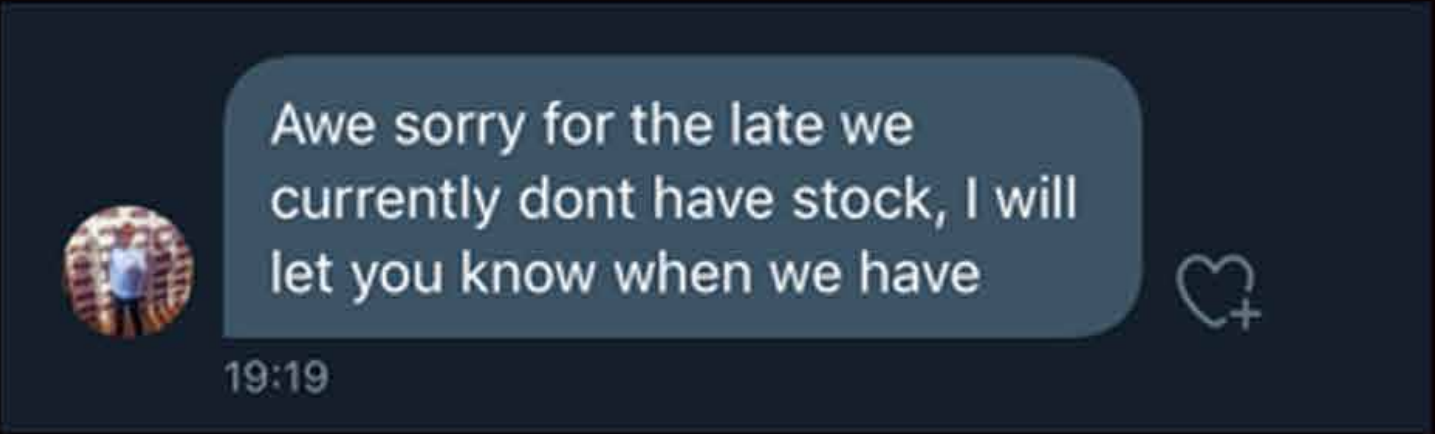 Awe sorry for the late we
currently dont have stock, I will
let you know when we have
19:19